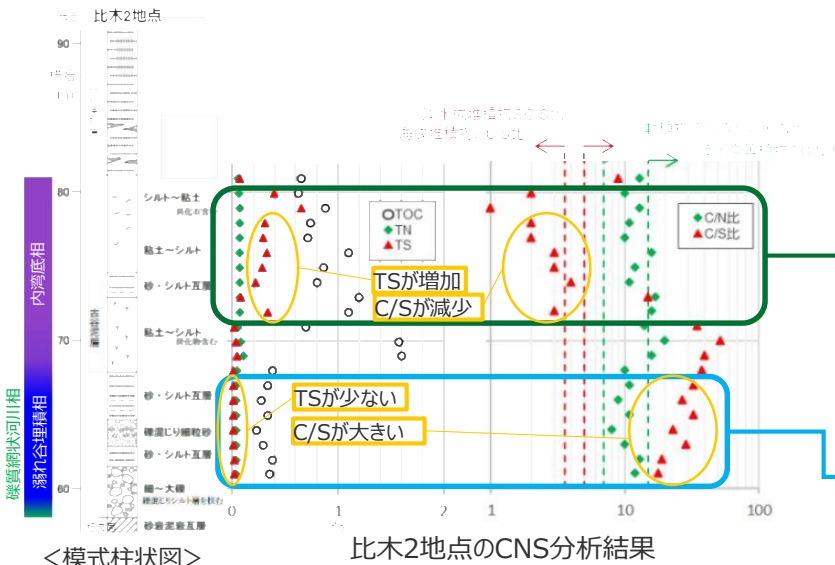 比木2地点
90
80
70
60
内湾底相
溺れ谷埋積相
礫質網状河川相
シルト～粘土
粘土～シルト
砂・シルト互層
粘土～シルト
砂・シルト互層
礫混じり細粒砂
砂・シルト互層
細～大礫
砂岩泥岩互層
TOC
TN
TS
C/N比
C/S比
TSが増加
C/Sが減少
TSが少ない
C/Sが大きい
0
1
2
1
10
100
＜模式柱状図＞
比木2地点のCNS分析結果